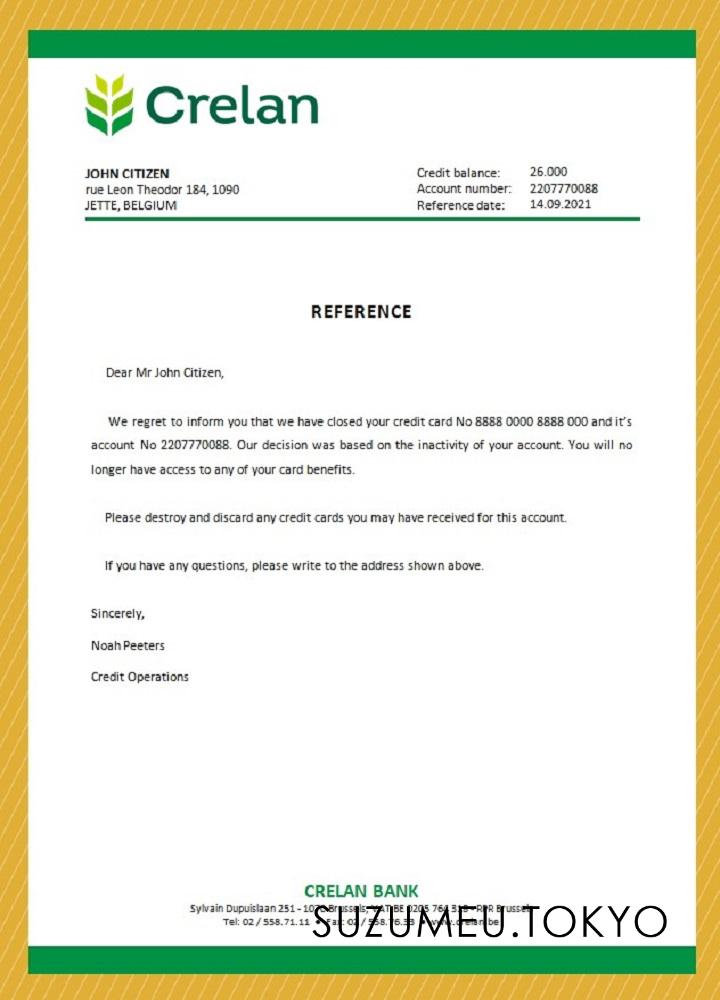 Crelan
JOHN CITIZEN
rue Leon Theodor 184, 1090
JETTE, BELGIUM
Credit balance: 26.000
Account number: 2207770088
Reference date: 14.09.2021
REFERENCE
Dear Mr John Citizen,
We regret to inform you that we have closed your credit card No 8888 0000 8888 000 and it's
account No 2207770088. Our decision was based on the inactivity of your account. You will no
longer have access to any of your card benefits.
Please destroy and discard any credit cards you may have received for this account.
If you have any questions, please write to the address shown above.
Sincerely,
Noah Peeters
Credit Operations
CRELAN BANK
Sylvain Dupuislaan 251 - 1070 Brussels, VAT BE 0205 764 318 - RPR Brussels
Tel: 02 / 558.71.11 • Fax: 02 / 558.76.33 • www.crelan.be
SUZUMEU.TOKYO